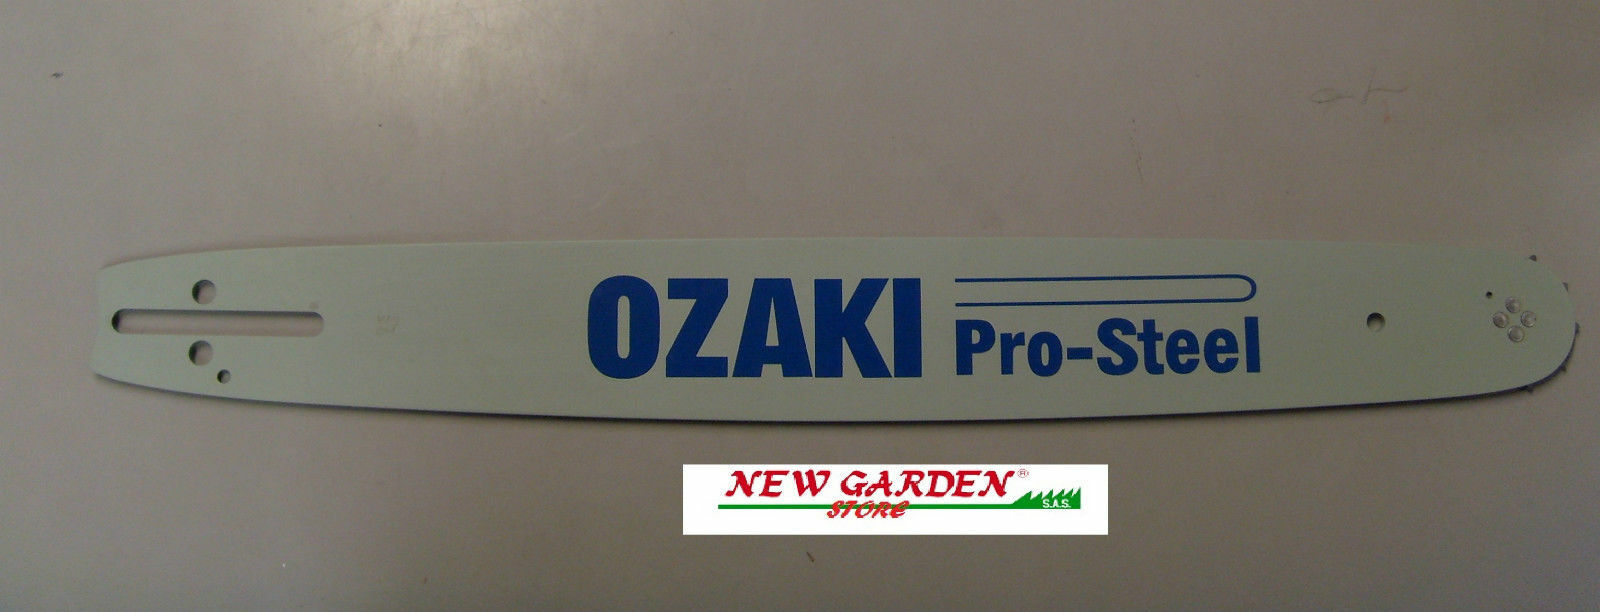 OZAKI
Pro-Steel
NEW GARDEN®
STORE
S.A.S.